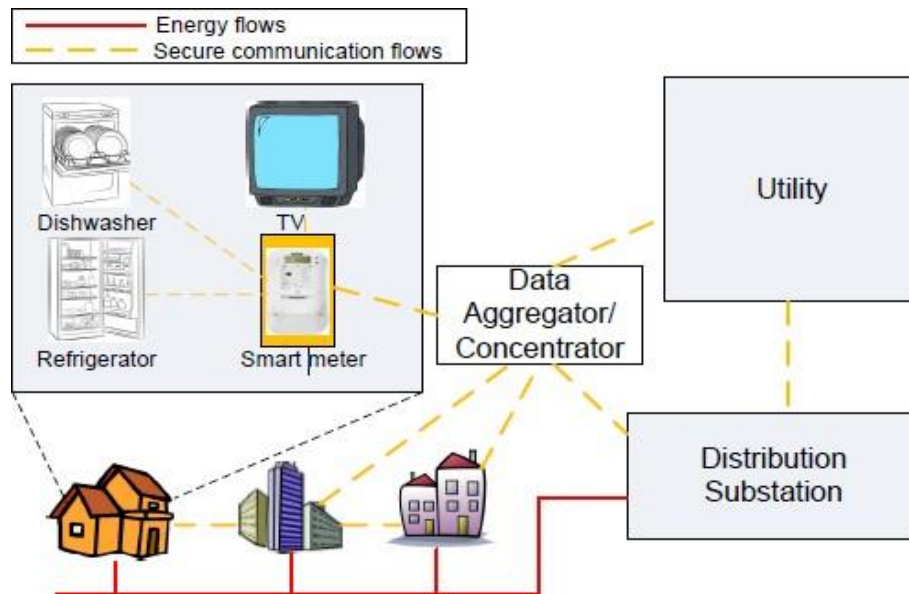 Energy flows
Secure communication flows
Dishwasher
TV
Refrigerator
Smart meter
Data
Aggregator/
Concentrator
Utility
Distribution
Substation